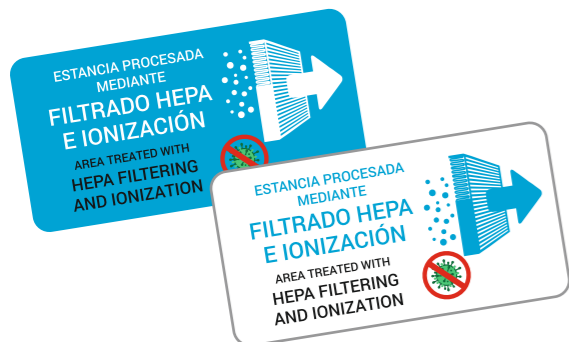 ESTANCIA PROCESADA
MEDIANTE
FILTRADO HEPA
E IONIZACIÓN
AREA TREATED WITH
HEPA FILTERING
AND IONIZATION
ESTANCIA PROCESADA
MEDIANTE
FILTRADO HEPA
E IONIZACIÓN
AREA TREATED WITH
HEPA FILTERING
AND IONIZATION